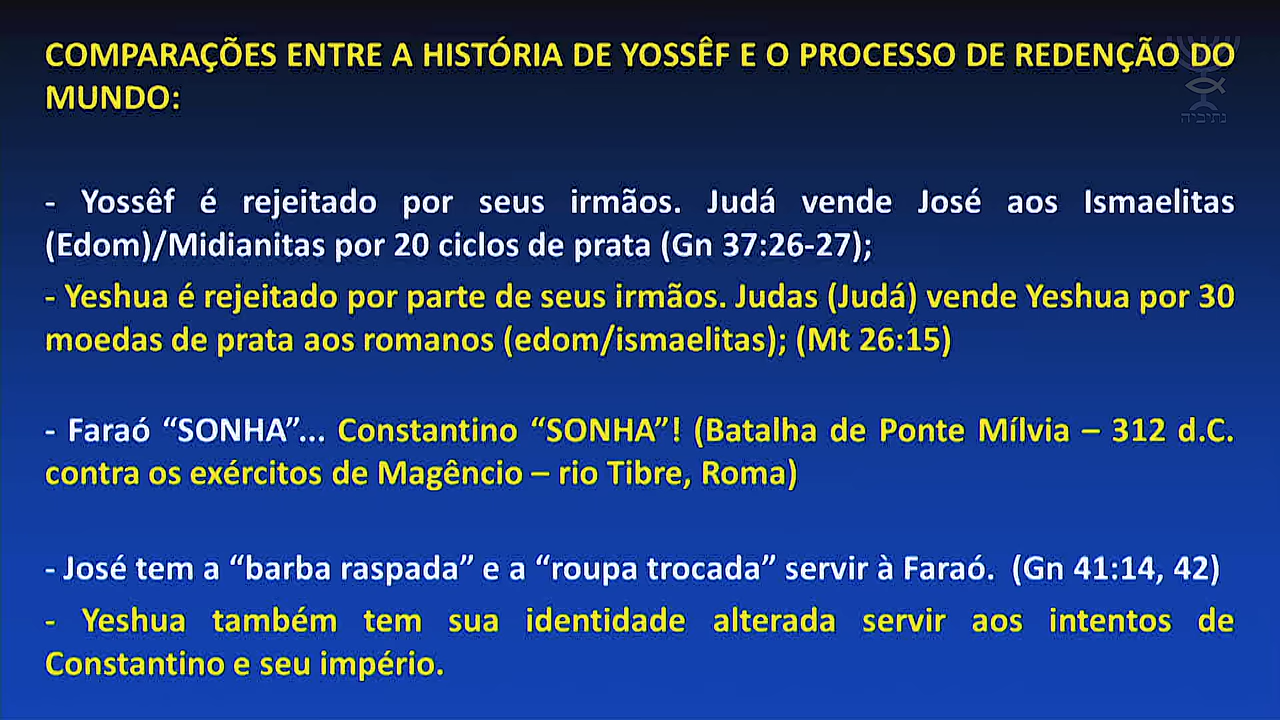 COMPARAÇÕES ENTRE A HISTÓRIA DE YOSSÊF E O PROCESSO DE REDENÇÃO DO
MUNDO:
נתיביה
- Yossêf é rejeitado por seus irmãos. Judá vende José aos Ismaelitas
(Edom)/Midianitas por 20 ciclos de prata (Gn 37:26-27);
- Yeshua é rejeitado por parte de seus irmãos. Judas (Judá) vende Yeshua por 30
moedas de prata aos romanos (edom/ismaelitas); (Mt 26:15)
- Faraó “SONHA”... Constantino “SONHA”! (Batalha de Ponte Mílvia – 312 d.C.
contra os exércitos de Magêncio – rio Tibre, Roma)
- José tem a “barba raspada” e a “roupa trocada” servir à Faraó. (Gn 41:14, 42)
- Yeshua também tem sua identidade alterada servir aos intentos de
Constantino e seu império.